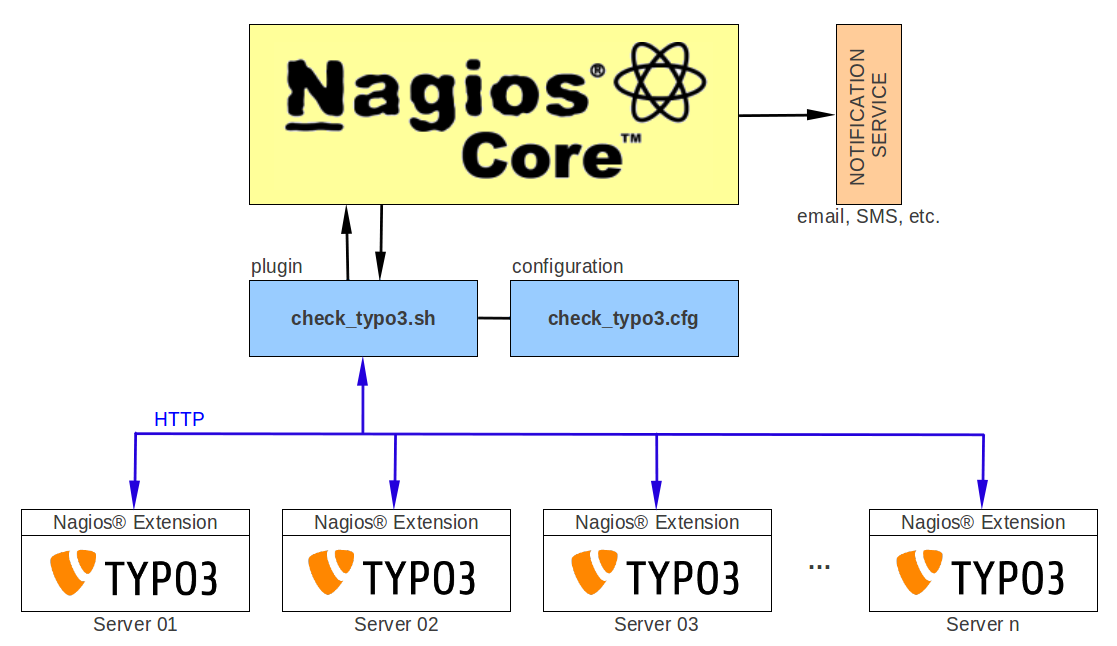 Nagios®
Core™
NOTIFICATION
SERVICE
email, SMS, etc.
plugin
configuration
check_typo3.sh
check_typo3.cfg
HTTP
Nagios® Extension
TYPO3
Server 01
Nagios® Extension
TYPO3
Server 02
Nagios® Extension
TYPO3
Server 03
...
Nagios® Extension
TYPO3
Server n